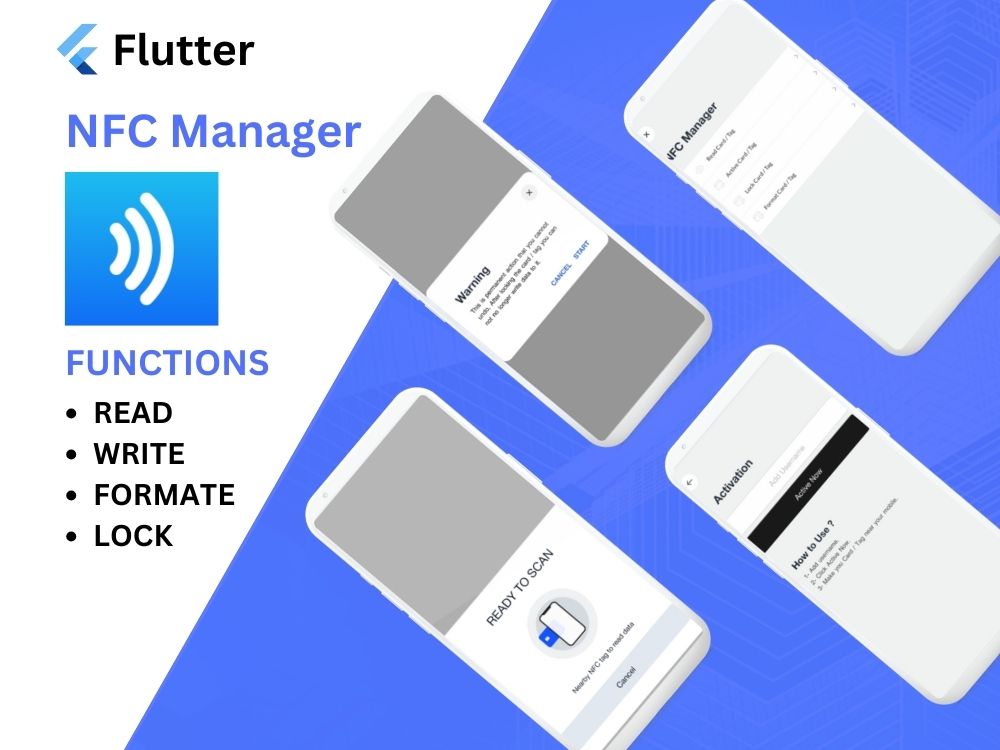 Flutter
NFC Manager
FUNCTIONS
READ
WRITE
FORMATE
LOCK
Warning
This is permanent action that you cannot
undo. After locking the card / tag you can
not no longer write data to it.
CANCEL START
NFC Manager
Read Card / Tag
Active Card / Tag
Lock Card / Tag
Format Card / Tag
READY TO SCAN
Nearby NFC tag to read data
Cancel
Activation
Add Username
Active Now
How to Use ?
1- Add username.
2- Click Active Now.
3- Make you Card / Tag near your mobile.